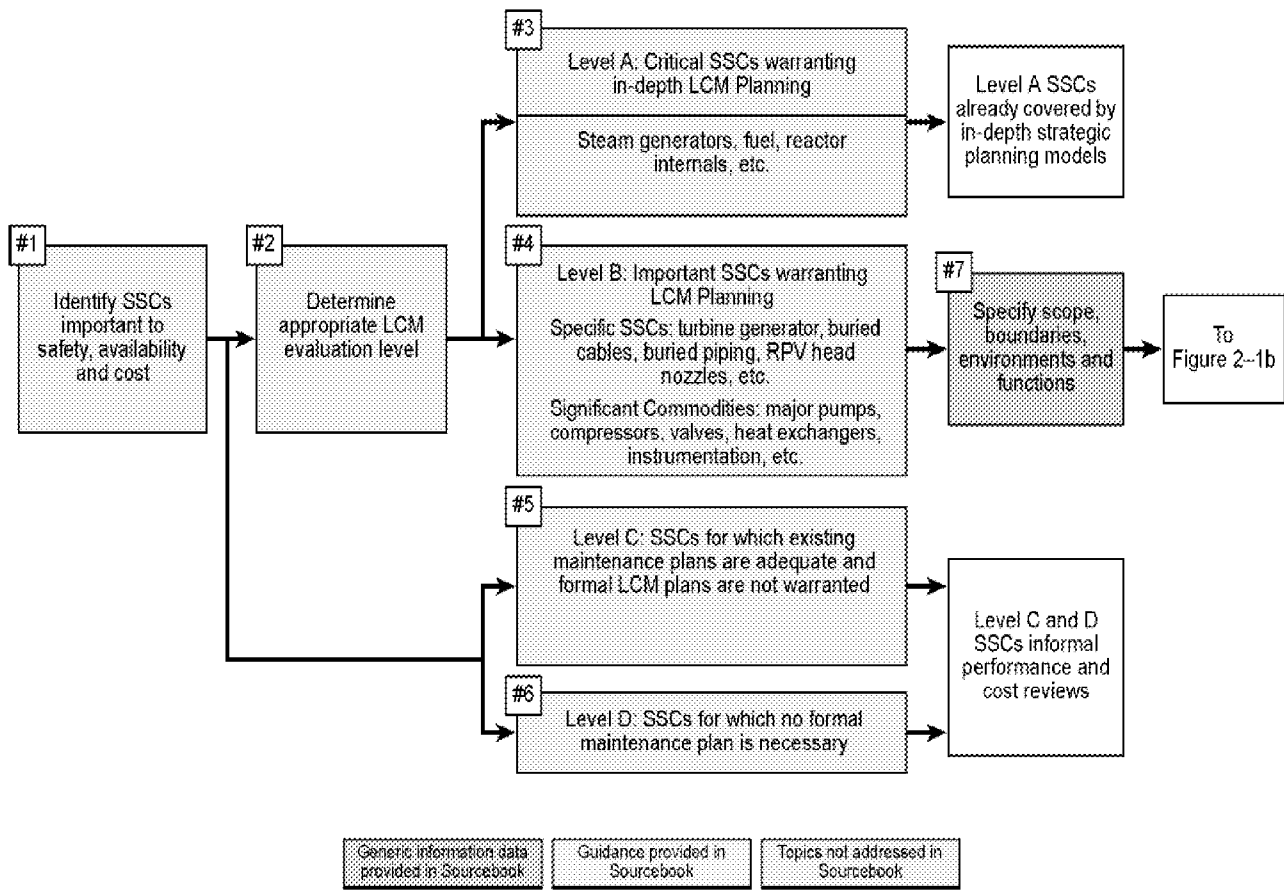 #1
Identify SSCs
important to
safety, availability
and cost
#2
Determine
appropriate LCM
evaluation level
#3
Level A: Critical SSCs warranting
in-depth LCM Planning
Steam generators, fuel, reactor
internals, etc.
Level A SSCs
already covered by
in-depth strategic
planning models
#4
Level B: Important SSCs warranting
LCM Planning
Specific SSCs: turbine generator, buried
cables, buried piping, RPV head
nozzles, etc.
Significant Commodities: major pumps,
compressors, valves, heat exchangers,
instrumentation, etc.
#7
Specify scope,
boundaries,
environments and
functions
To
Figure 2–1b
#5
Level C: SSCs for which existing
maintenance plans are adequate and
formal LCM plans are not warranted
#6
Level D: SSCs for which no formal
maintenance plan is necessary
Level C and D
SSCs informal
performance and
cost reviews
Generic information data
provided in Sourcebook
Guidance provided in
Sourcebook
Topics not addressed in
Sourcebook